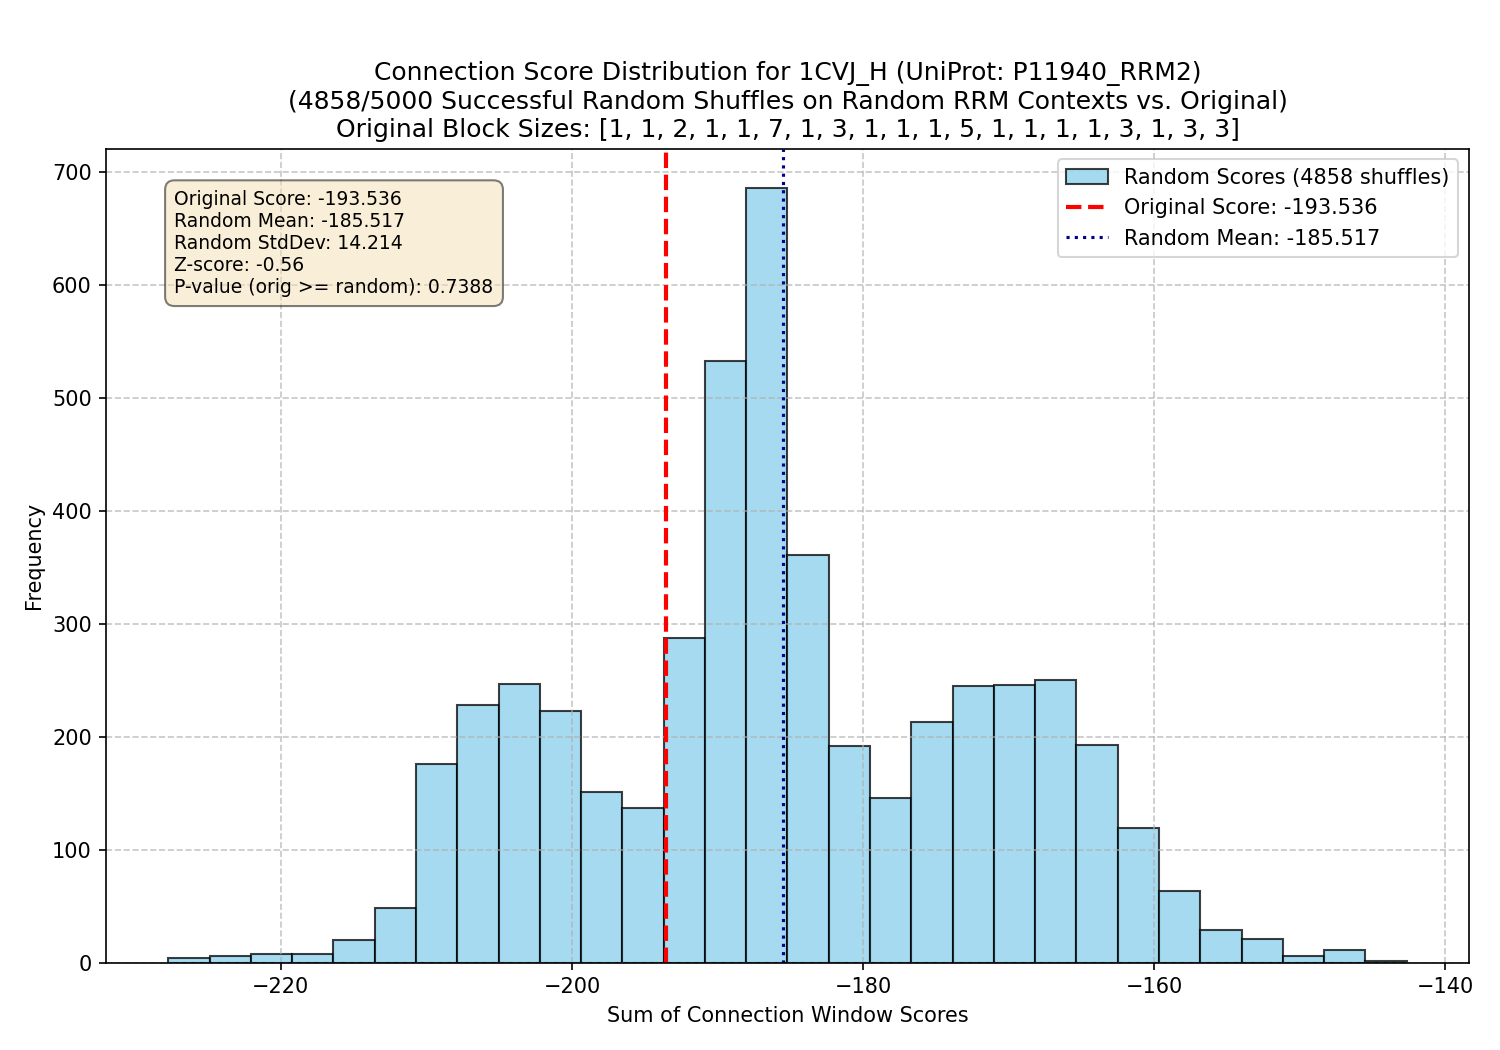 Connection Score Distribution for 1CVJ_H (UniProt: P11940_RRM2)
(4858/5000 Successful Random Shuffles on Random RRM Contexts vs. Original)
Original Block Sizes: [1, 1, 2, 1, 1, 7, 1, 3, 1, 1, 1, 5, 1, 1, 1, 1, 3, 1, 3, 3]
Original Score: -193.536
Random Mean: -185.517
Random StdDev: 14.214
Z-score: -0.56
P-value (orig >= random): 0.7388
Random Scores (4858 shuffles)
Original Score: -193.536
Random Mean: -185.517
Frequency
700
600
500
400
300
200
100
0
−220
−200
−180
−160
−140
Sum of Connection Window Scores